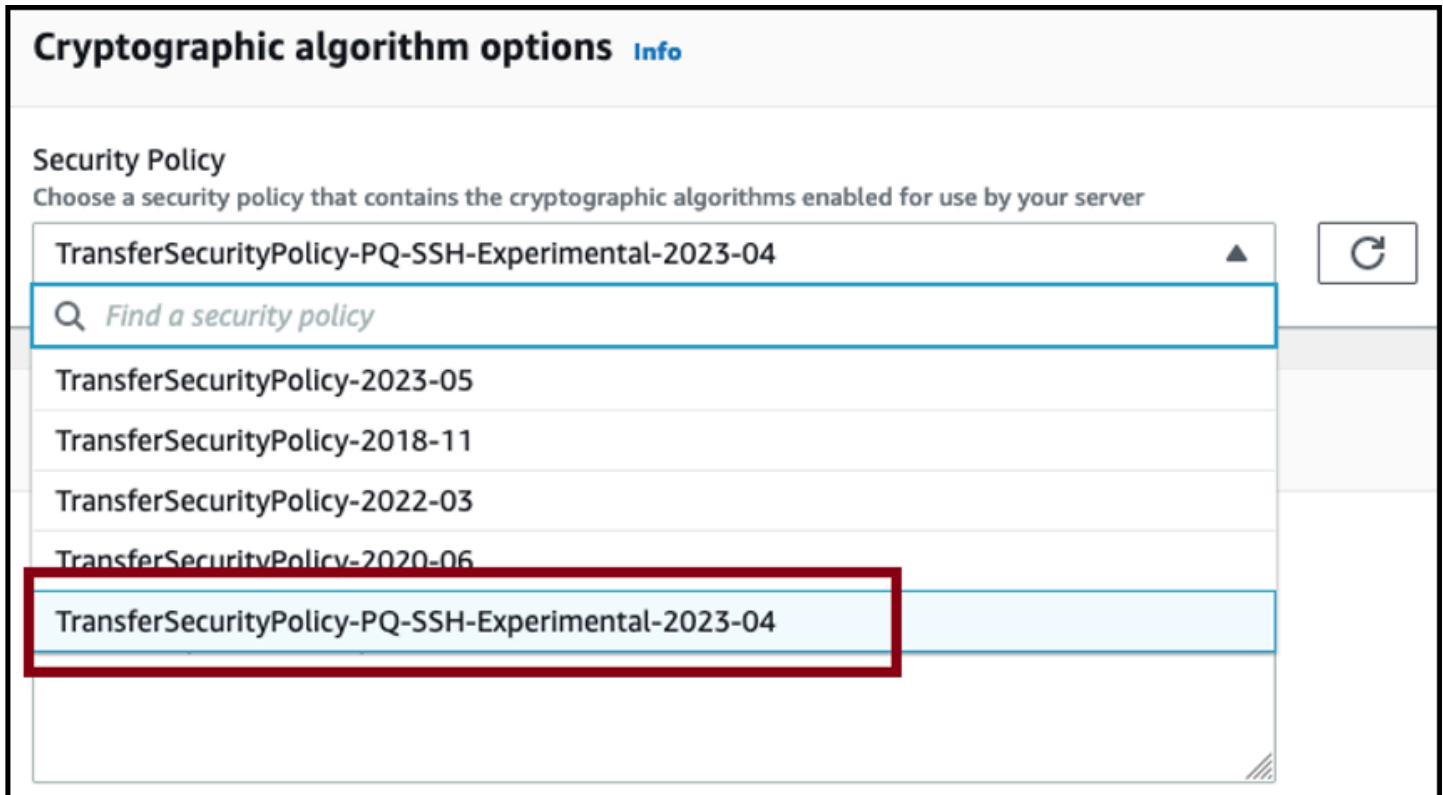 Cryptographic algorithm options Info
Security Policy
Choose a security policy that contains the cryptographic algorithms enabled for use by your server
TransferSecurityPolicy-PQ-SSH-Experimental-2023-04
Find a security policy
TransferSecurityPolicy-2023-05
TransferSecurityPolicy-2018-11
TransferSecurityPolicy-2022-03
TransferSecurityPolicy-2020-06
TransferSecurityPolicy-PQ-SSH-Experimental-2023-04